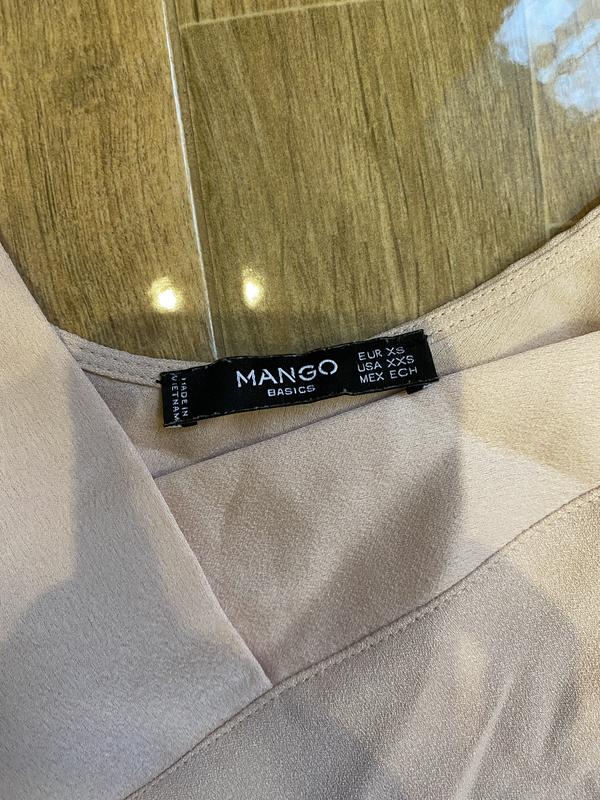 MADE IN
VIETNAM
MANGO
BASICS
EUR XS
USA XXS
MEX ECH